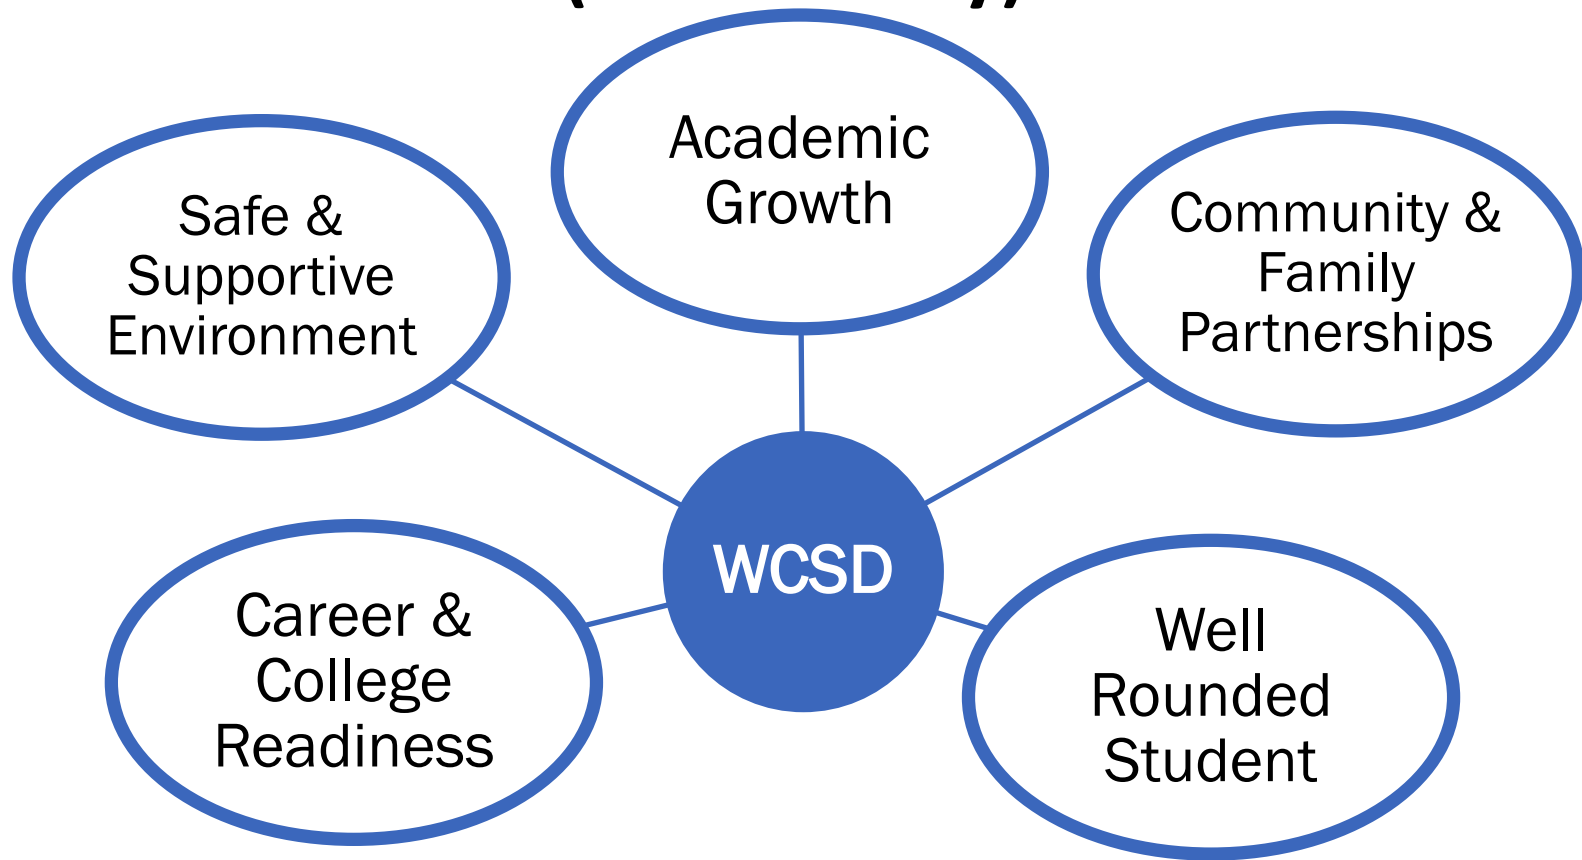 Academic
Growth
Safe &
Supportive
Environment
Community &
Family
Partnerships
WCSD
Career &
College
Readiness
Well
Rounded
Student